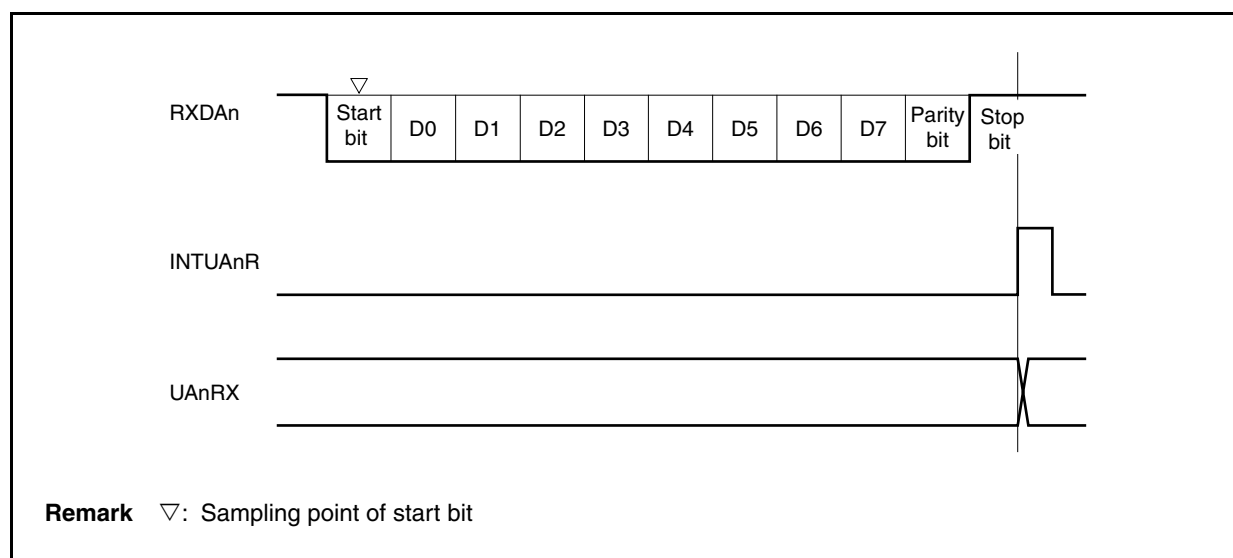 RXDAn
Start bit
D0
D1
D2
D3
D4
D5
D6
D7
Parity bit
Stop bit
INTUAnR
UAnRX
Remark ▽: Sampling point of start bit